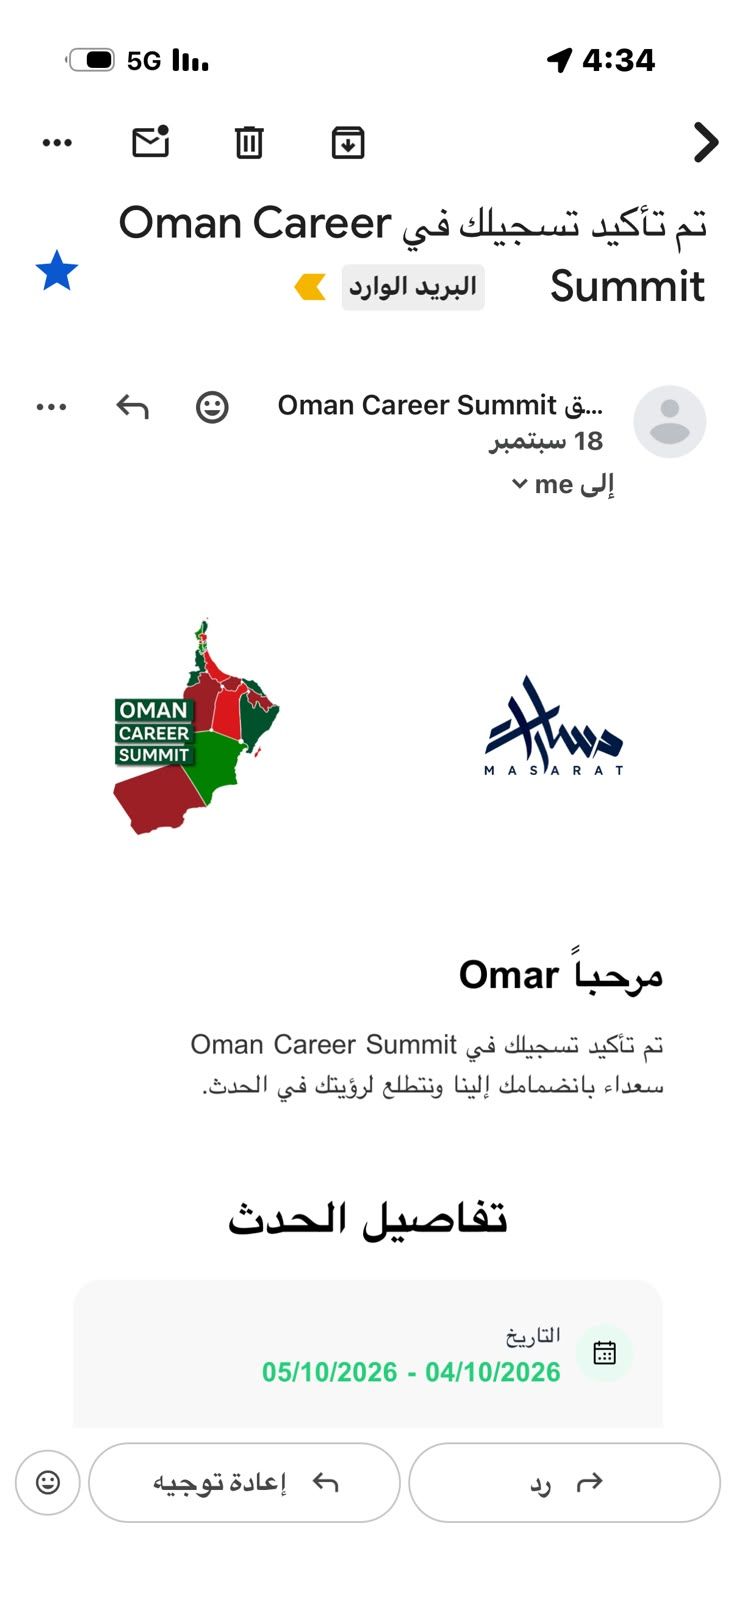 5G
4:34
تم تأكيد تسجيلك في Oman Career
Summit
البريد الوارد
...ق Oman Career Summit
18 سبتمبر
إلى me
OMAN
CAREER
SUMMIT
مسارات
MASARAT
مرحباً Omar
تم تأكيد تسجيلك في Oman Career Summit
سعداء بانضمامك إلينا ونتطلع لرؤيتك في الحدث.
تفاصيل الحدث
التاريخ
04/10/2026 - 05/10/2026
رد
إعادة توجيه